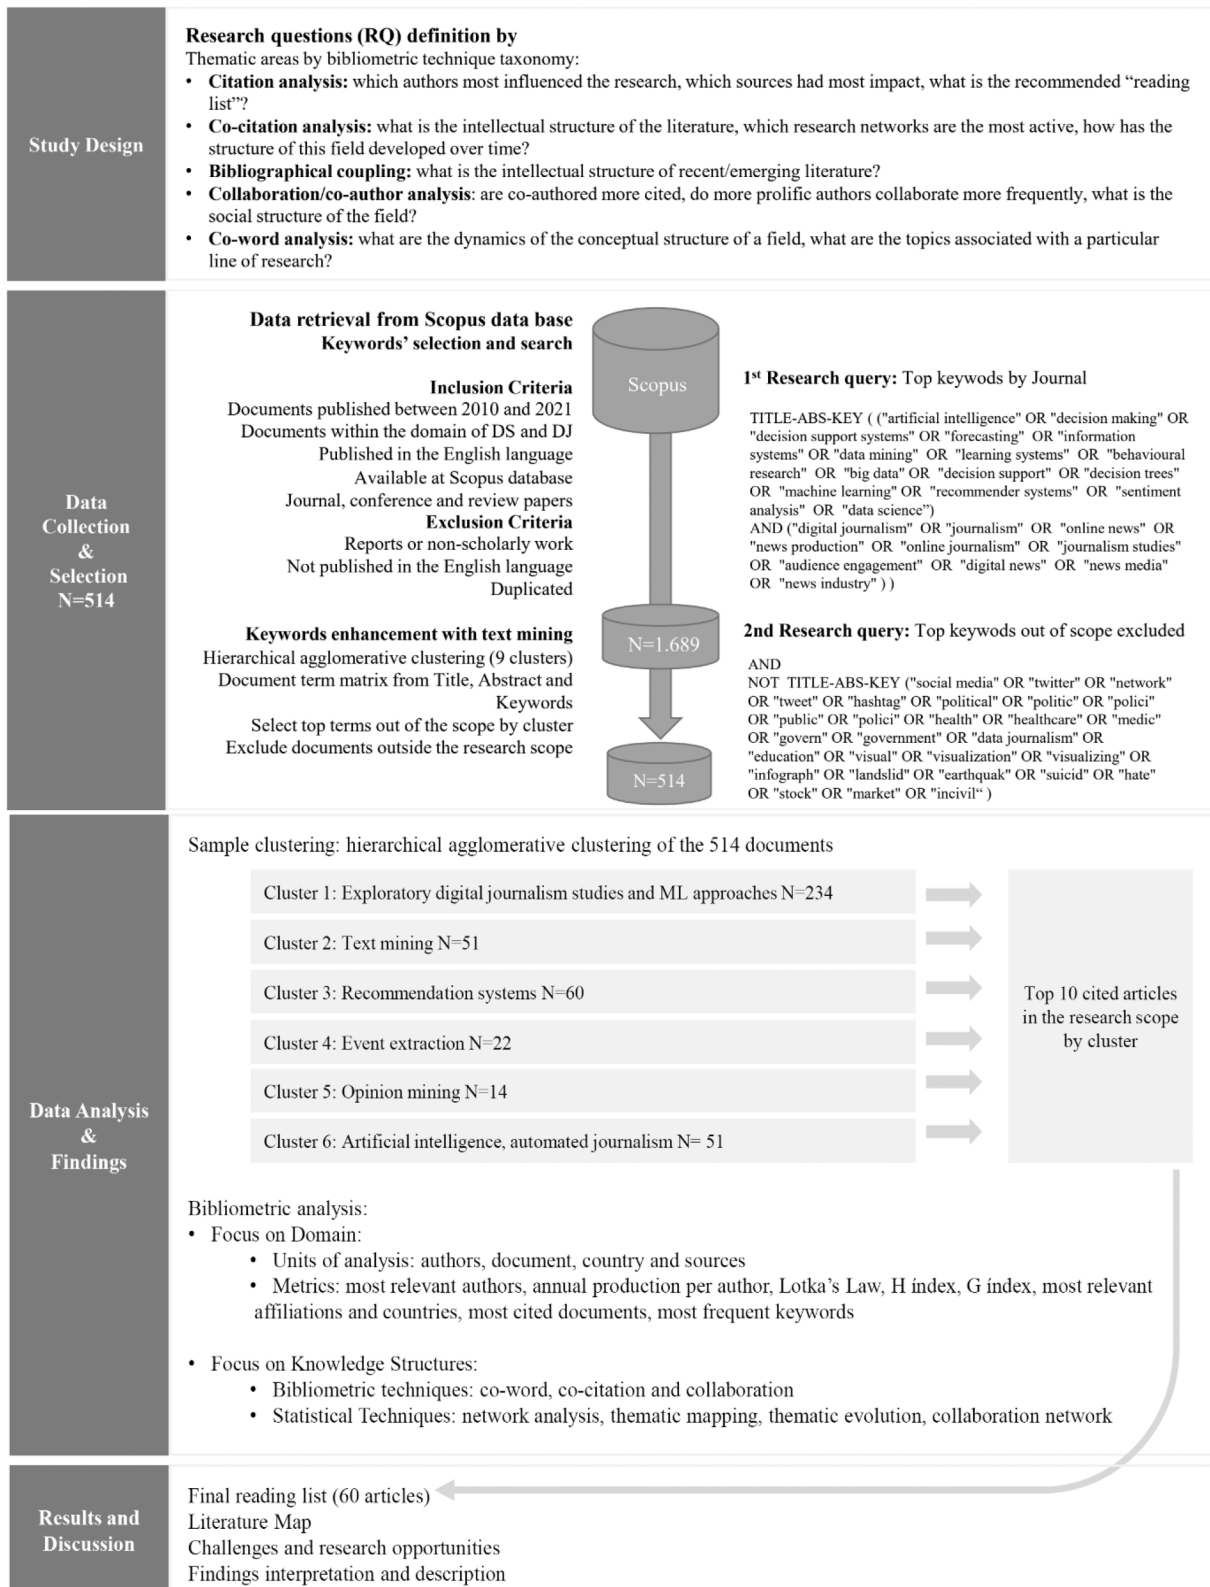 Study Design
Research questions (RQ) definition by
Thematic areas by bibliometric technique taxonomy:
• Citation analysis: which authors most influenced the research, which sources had most impact, what is the recommended “reading
list”?
• Co-citation analysis: what is the intellectual structure of the literature, which research networks are the most active, how has the
structure of this field developed over time?
• Bibliographical coupling: what is the intellectual structure of recent/emerging literature?
• Collaboration/co-author analysis: are co-authored more cited, do more prolific authors collaborate more frequently, what is the
social structure of the field?
• Co-word analysis: what are the dynamics of the conceptual structure of a field, what are the topics associated with a particular
line of research?
Data
Collection
&
Selection
N=514
Data retrieval from Scopus data base
Keywords’ selection and search
Inclusion Criteria
Documents published between 2010 and 2021
Documents within the domain of DS and DJ
Published in the English language
Available at Scopus database
Journal, conference and review papers
Exclusion Criteria
Reports or non-scholarly work
Not published in the English language
Duplicated
Keywords enhancement with text mining
Hierarchical agglomerative clustering (9 clusters)
Document term matrix from Title, Abstract and
Keywords
Select top terms out of the scope by cluster
Exclude documents outside the research scope
Scopus
N=1.689
N=514
1st Research query: Top keywods by Journal
TITLE-ABS-KEY ( ("artificial intelligence" OR "decision making" OR
"decision support systems" OR "forecasting" OR "information
systems" OR "data mining" OR "learning systems" OR "behavioural
research" OR "big data" OR "decision support" OR "decision trees"
OR "machine learning" OR "recommender systems" OR "sentiment
analysis" OR "data science”)
AND ("digital journalism" OR "journalism" OR "online news" OR
"news production" OR "online journalism" OR "journalism studies"
OR "audience engagement" OR "digital news" OR "news media"
OR "news industry" ) )
2nd Research query: Top keywods out of scope excluded
AND
NOT TITLE-ABS-KEY ("social media" OR "twitter" OR "network"
OR "tweet" OR "hashtag" OR "political" OR "politic" OR "polici"
OR "public" OR "polici" OR "health" OR "healthcare" OR "medic"
OR "govern" OR "government" OR "data journalism" OR
"education" OR "visual" OR "visualization" OR "visualizing" OR
"infograph" OR "landslid" OR "earthquak" OR "suicid" OR "hate"
OR "stock" OR "market" OR "incivil“ )
Data Analysis
&
Findings
Sample clustering: hierarchical agglomerative clustering of the 514 documents
Cluster 1: Exploratory digital journalism studies and ML approaches N=234
Cluster 2: Text mining N=51
Cluster 3: Recommendation systems N=60
Cluster 4: Event extraction N=22
Cluster 5: Opinion mining N=14
Cluster 6: Artificial intelligence, automated journalism N= 51
Top 10 cited articles
in the research scope
by cluster
Bibliometric analysis:
• Focus on Domain:
• Units of analysis: authors, document, country and sources
• Metrics: most relevant authors, annual production per author, Lotka’s Law, H índex, G índex, most relevant
affiliations and countries, most cited documents, most frequent keywords
• Focus on Knowledge Structures:
• Bibliometric techniques: co-word, co-citation and collaboration
• Statistical Techniques: network analysis, thematic mapping, thematic evolution, collaboration network
Results and
Discussion
Final reading list (60 articles)
Literature Map
Challenges and research opportunities
Findings interpretation and description